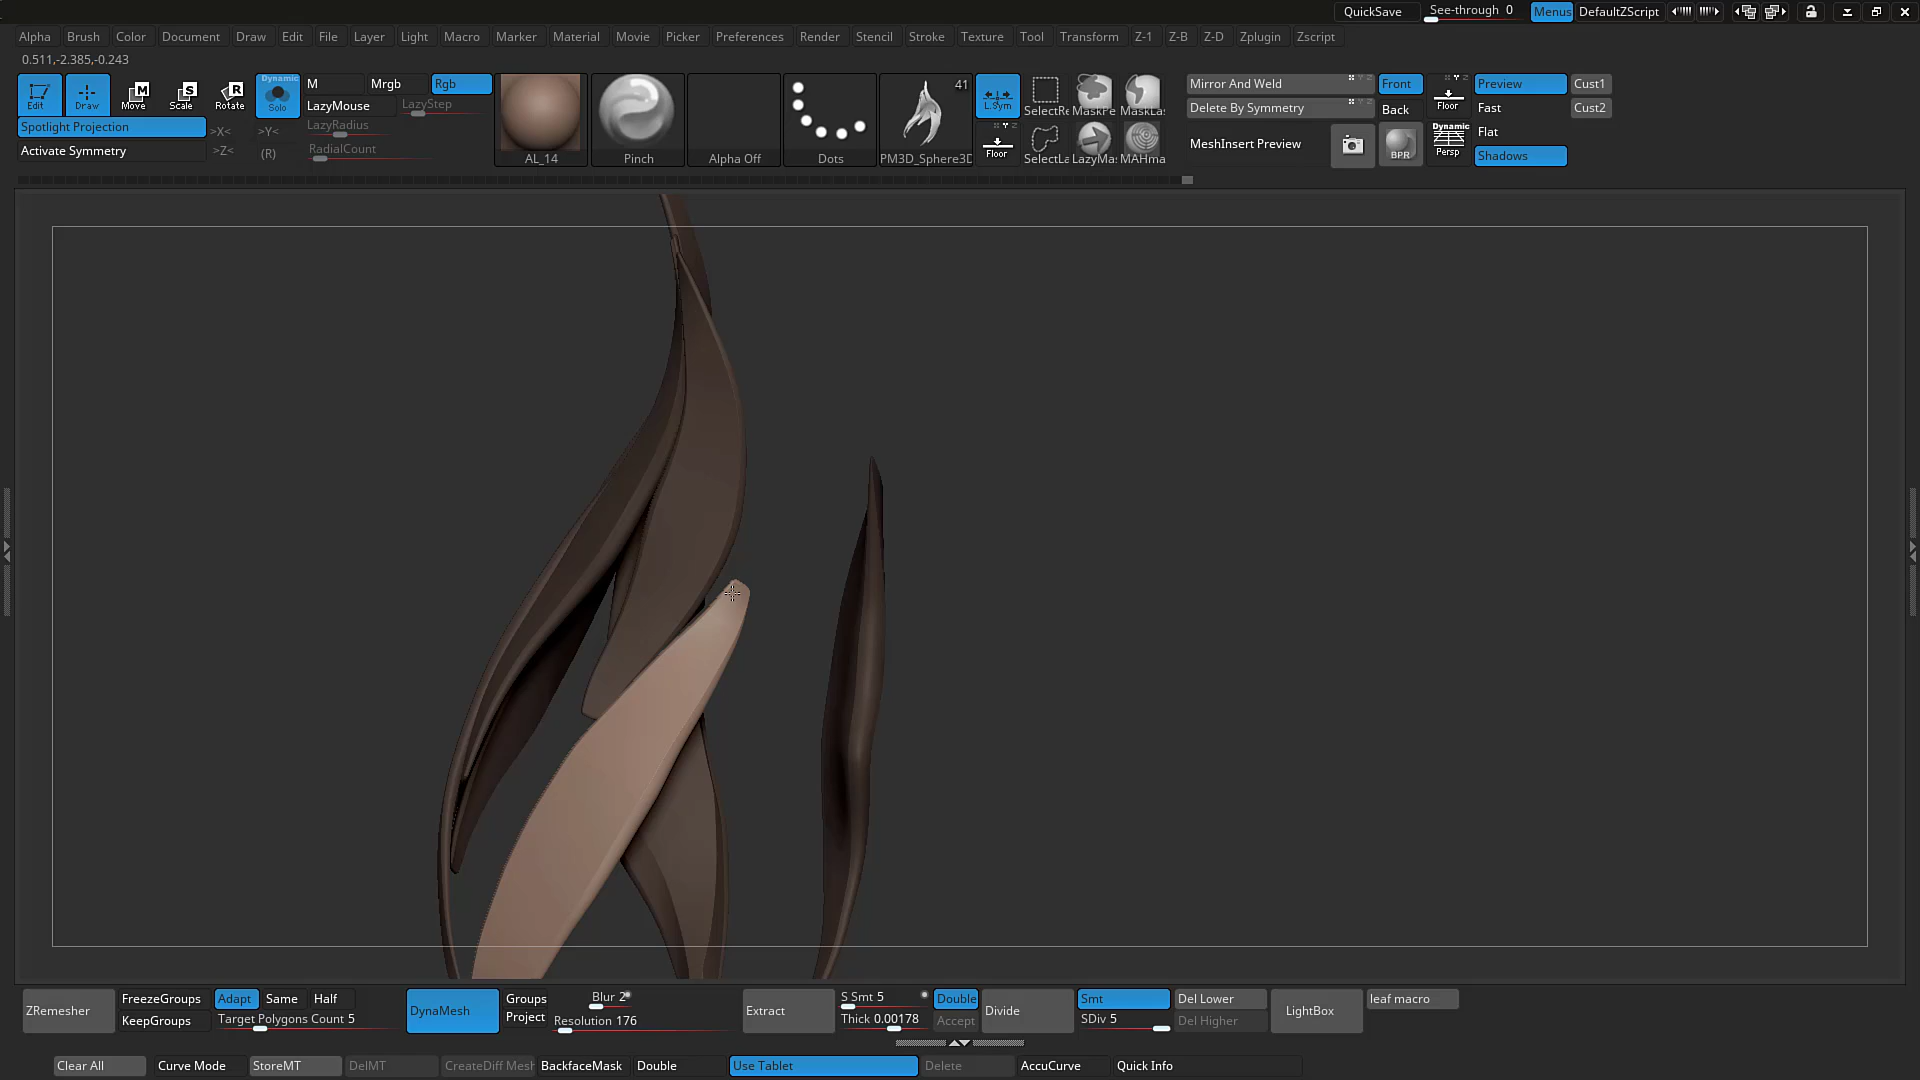 QuickSave See-through 0 Menus DefaultZScript
Alpha Brush Color Document Draw Edit File Layer Light Macro Marker Material Movie Picker Preferences Render Stencil Stroke Texture Tool Transform Z-1 Z-B Z-D Zplugin Zscript
0.511,-2.385,-0.243
Edit Draw Move Scale Rotate Dynamic Solo M Mrgb Rgb
LazyMouse LazyStep
Spotlight Projection >X< >Y< LazyRadius
Activate Symmetry >Z< (R) RadialCount
AL_14 Pinch Alpha Off Dots 41 PM3D_Sphere3D
L.Sym SelectRe MaskPe MaskLas
Floor SelectLa LazyMa MAHma
Mirror And Weld Front Floor Preview Cust1
Delete By Symmetry Back Fast Cust2
MeshInsert Preview BPR Dynamic Persp Flat
Shadows
ZRemesher FreezeGroups Adapt Same Half
KeepGroups Target Polygons Count 5
DynaMesh Groups Blur 2
Project Resolution 176
Extract S Smt 5 Double Divide Smt Del Lower LightBox leaf macro
Thick 0.00178 Accept SDiv 5 Del Higher
Clear All Curve Mode StoreMT DelMT CreateDiff Mesh BackfaceMask Double Use Tablet Delete AccuCurve Quick Info